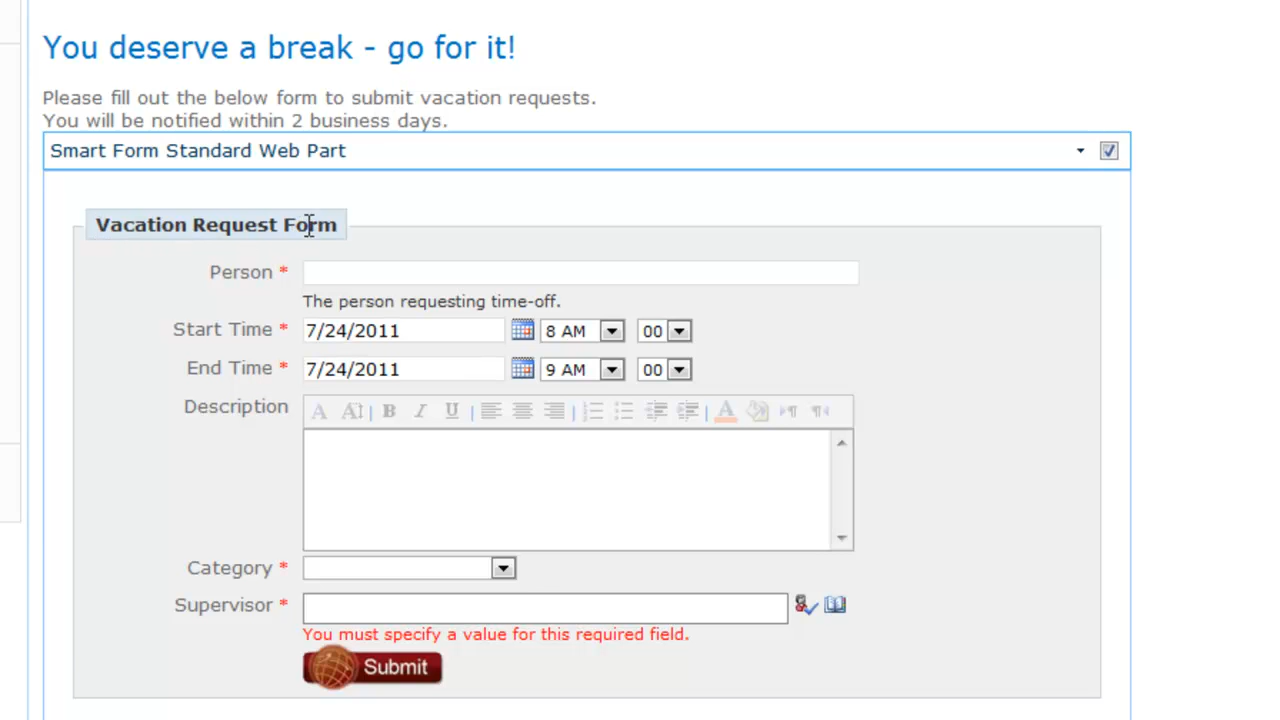 You deserve a break - go for it!
Please fill out the below form to submit vacation requests.
You will be notified within 2 business days.
Smart Form Standard Web Part
Vacation Request Form
Person *
The person requesting time-off.
Start Time * 7/24/2011 8 AM 00
End Time * 7/24/2011 9 AM 00
Description A A B I U A
Category *
Supervisor *
You must specify a value for this required field.
Submit